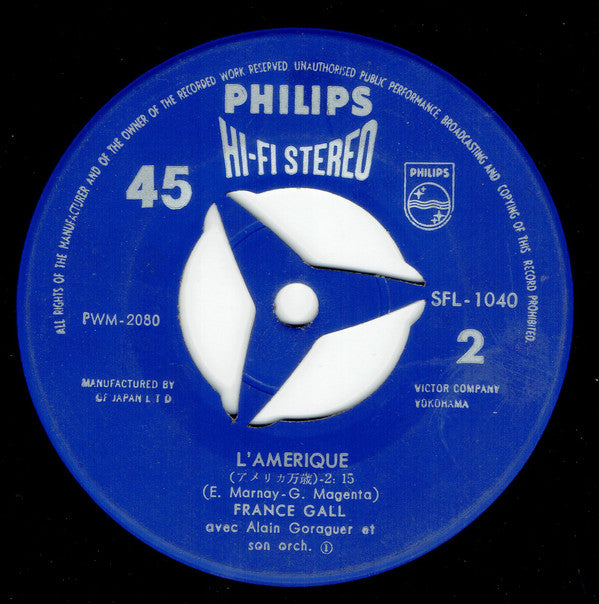 ALL RIGHTS OF THE MANUFACTURER AND OF THE OWNER OF THE RECORDED WORK RESERVED UNAUTHORISED PUBLIC PERFORMANCE BROADCASTING AND COPYING OF THIS RECORD PROHIBITED.
PHILIPS
HI-FI STEREO
45
PHILIPS
PWM-2080
SFL-1040
2
MANUFACTURED BY
OF JAPAN LTD
VICTOR COMPANY
YOKOHAMA
L'AMERIQUE
(アメリカ万歳)-2:15
(E. Marnay-G. Magenta)
FRANCE GALL
avec Alain Goraguer et
son orch. ①